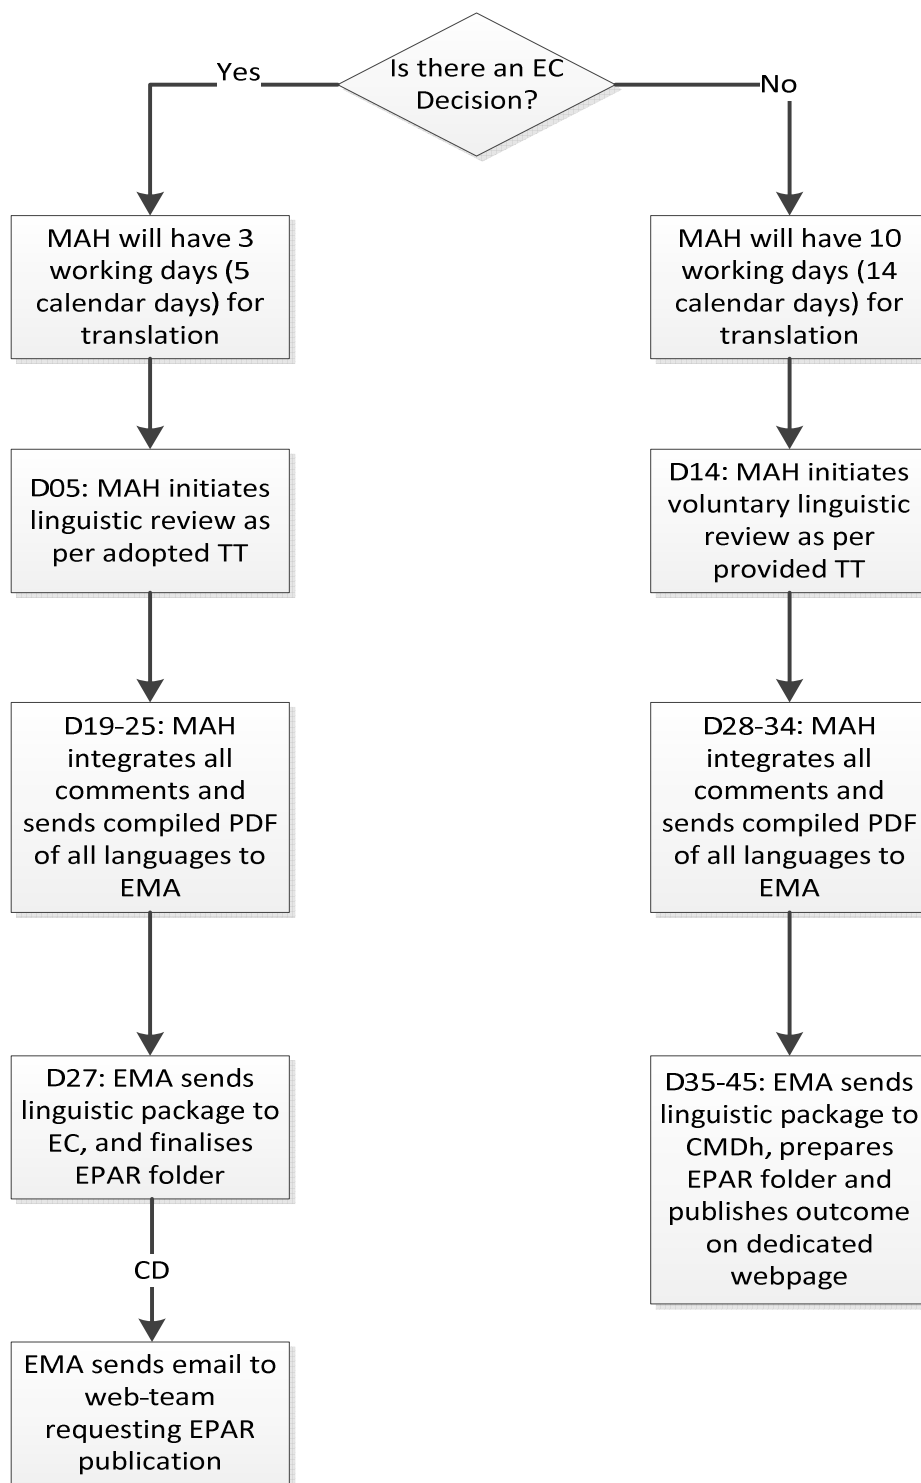 Is there an EC
Decision?
Yes
No
MAH will have 3
working days (5
calendar days) for
translation
MAH will have 10
working days (14
calendar days) for
translation
D05: MAH initiates
linguistic review as
per adopted TT
D14: MAH initiates
voluntary linguistic
review as per
provided TT
D19-25: MAH
integrates all
comments and
sends compiled PDF
of all languages to
EMA
D28-34: MAH
integrates all
comments and
sends compiled PDF
of all languages to
EMA
D27: EMA sends
linguistic package to
EC, and finalises
EPAR folder
D35-45: EMA sends
linguistic package to
CMDh, prepares
EPAR folder and
publishes outcome
on dedicated
webpage
CD
EMA sends email to
web-team
requesting EPAR
publication